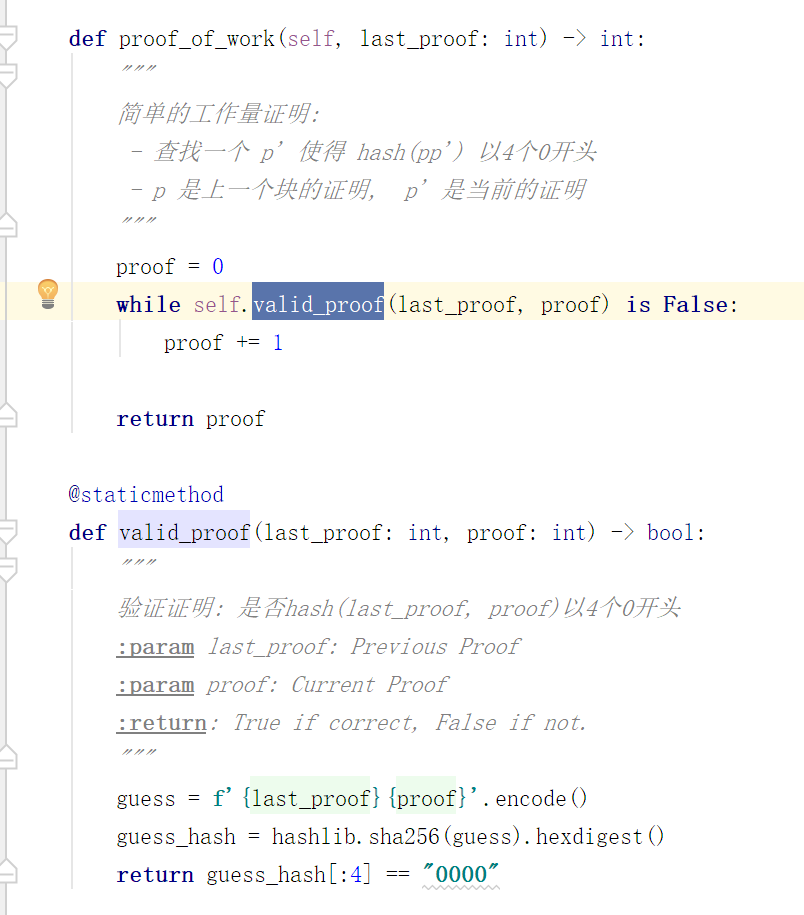 def proof_of_work(self, last_proof: int) -> int:
"""
简单的工作量证明:
- 查找一个 p' 使得 hash(pp') 以4个0开头
- p 是上一个块的证明, p' 是当前的证明
"""
proof = 0
while self.valid_proof(last_proof, proof) is False:
proof += 1
return proof
@staticmethod
def valid_proof(last_proof: int, proof: int) -> bool:
"""
验证证明: 是否hash(last_proof, proof)以4个0开头
:param last_proof: Previous Proof
:param proof: Current Proof
:return: True if correct, False if not.
"""
guess = f'{last_proof}{proof}'.encode()
guess_hash = hashlib.sha256(guess).hexdigest()
return guess_hash[:4] == "0000"